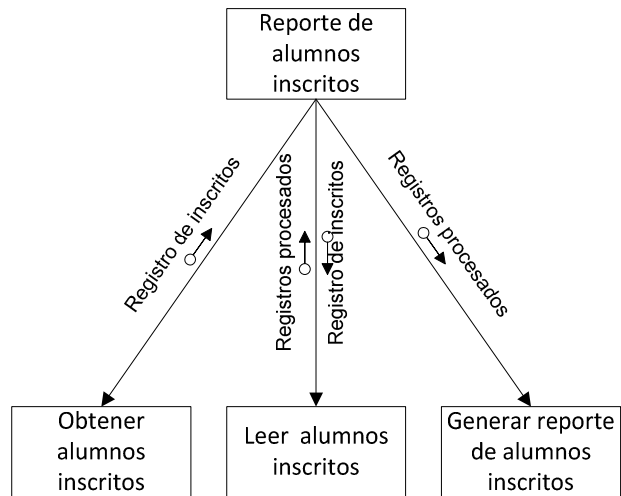 Reporte de
alumnos
inscritos
Registro de inscritos
Registros procesados
Registro de inscritos
Registros procesados
Obtener
alumnos
inscritos
Leer alumnos
inscritos
Generar reporte
de alumnos
inscritos